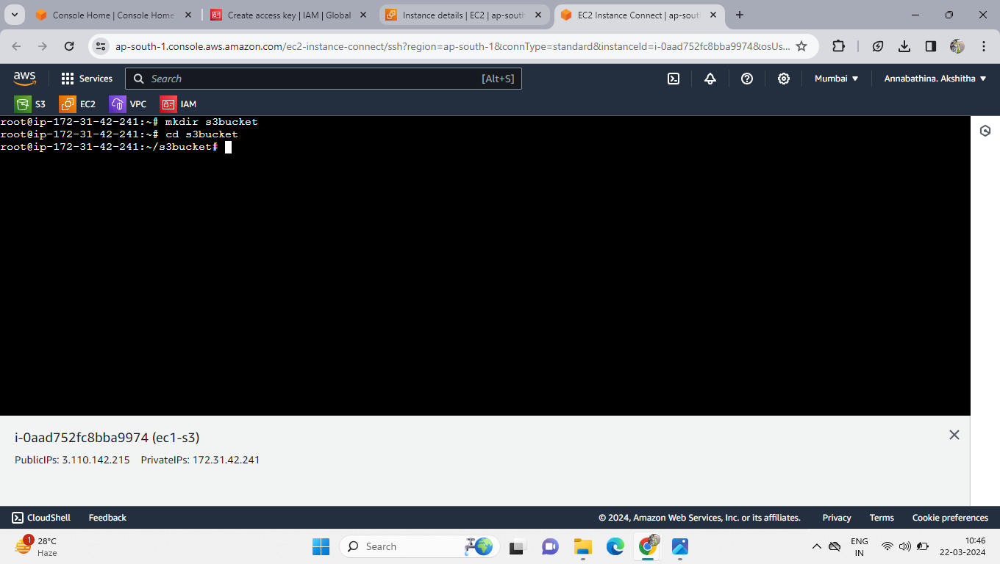 Console Home | Console Home
Create access key | IAM | Global
Instance details | EC2 | ap-south
EC2 Instance Connect | ap-sout
ap-south-1.console.aws.amazon.com/ec2-instance-connect/ssh?region=ap-south-1&connType=standard&instanceId=i-0aad752fc8bba9974&osUs...
aws
Services
Search
[Alt+S]
Mumbai
Annabathina. Akshitha
S3
EC2
VPC
IAM
root@ip-172-31-42-241:~# mkdir s3bucket
root@ip-172-31-42-241:~# cd s3bucket
root@ip-172-31-42-241:~/s3bucket#
i-0aad752fc8bba9974 (ec1-s3)
PublicIPs: 3.110.142.215 PrivateIPs: 172.31.42.241
CloudShell
Feedback
© 2024, Amazon Web Services, Inc. or its affiliates.
Privacy
Terms
Cookie preferences
1
28°C
Haze
Search
ENG
IN
10:46
22-03-2024